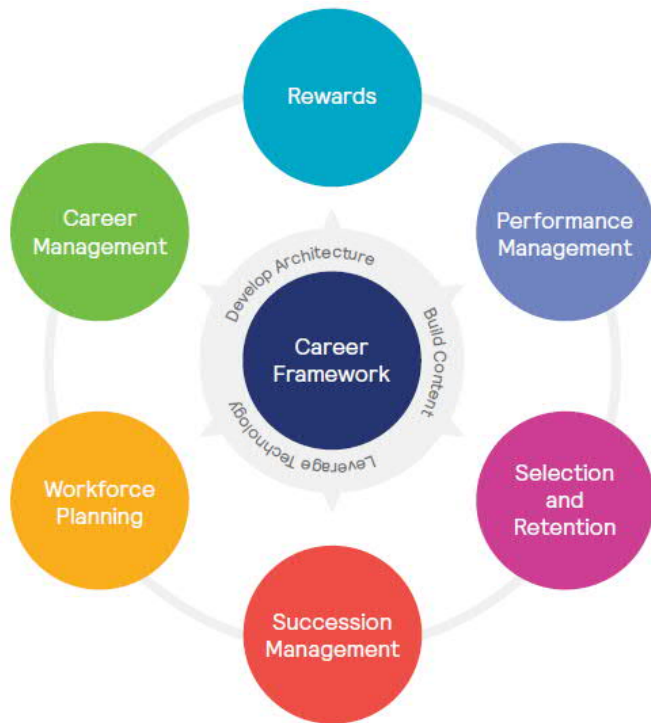 Rewards
Career
Management
Performance
Management
Develop Architecture
Build Content
Career
Framework
Leverage Technology
Workforce
Planning
Selection
and
Retention
Succession
Management